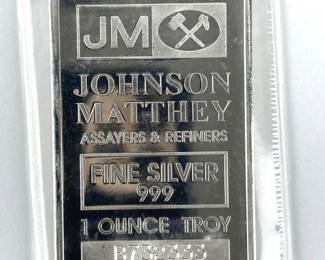 JM
JOHNSON
MATTHEY
ASSAYERS & REFINERS
FINE SILVER
999
1 OUNCE TROY